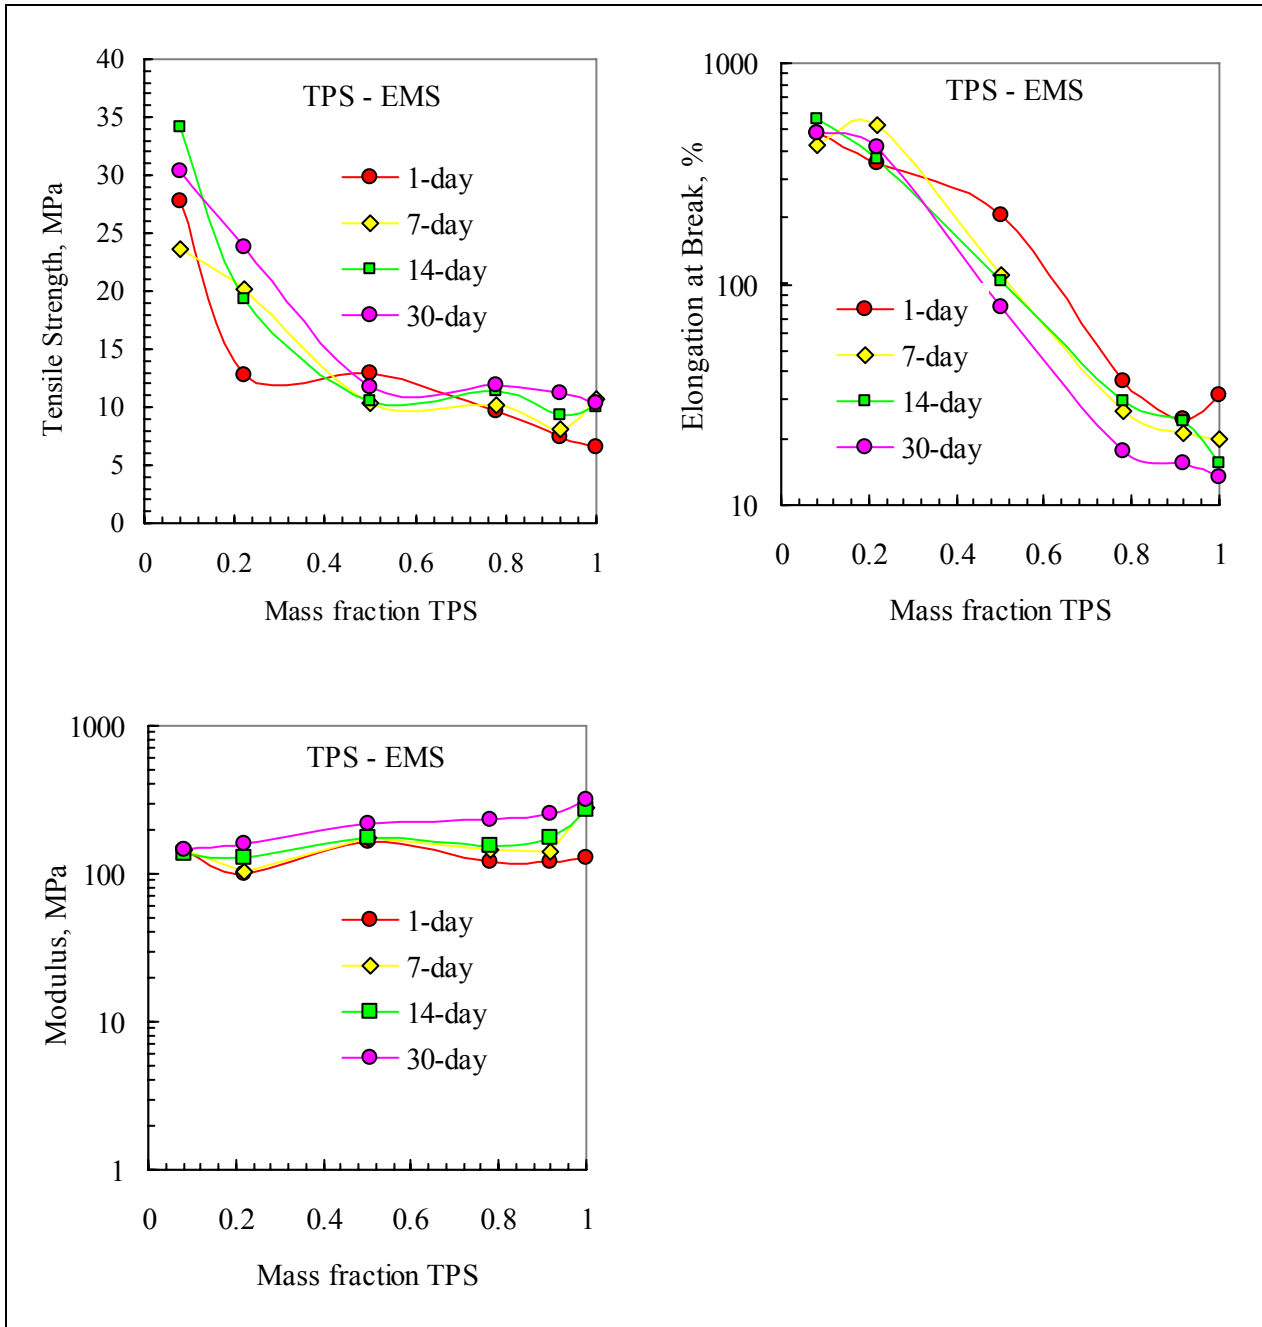 TPS - EMS
Tensile Strength, MPa
40
35
30
25
20
15
10
5
0
1-day
7-day
14-day
30-day
0 0.2 0.4 0.6 0.8 1
Mass fraction TPS
TPS - EMS
Elongation at Break, %
1000
100
10
1-day
7-day
14-day
30-day
0 0.2 0.4 0.6 0.8 1
Mass fraction TPS
TPS - EMS
Modulus, MPa
1000
100
10
1
1-day
7-day
14-day
30-day
0 0.2 0.4 0.6 0.8 1
Mass fraction TPS